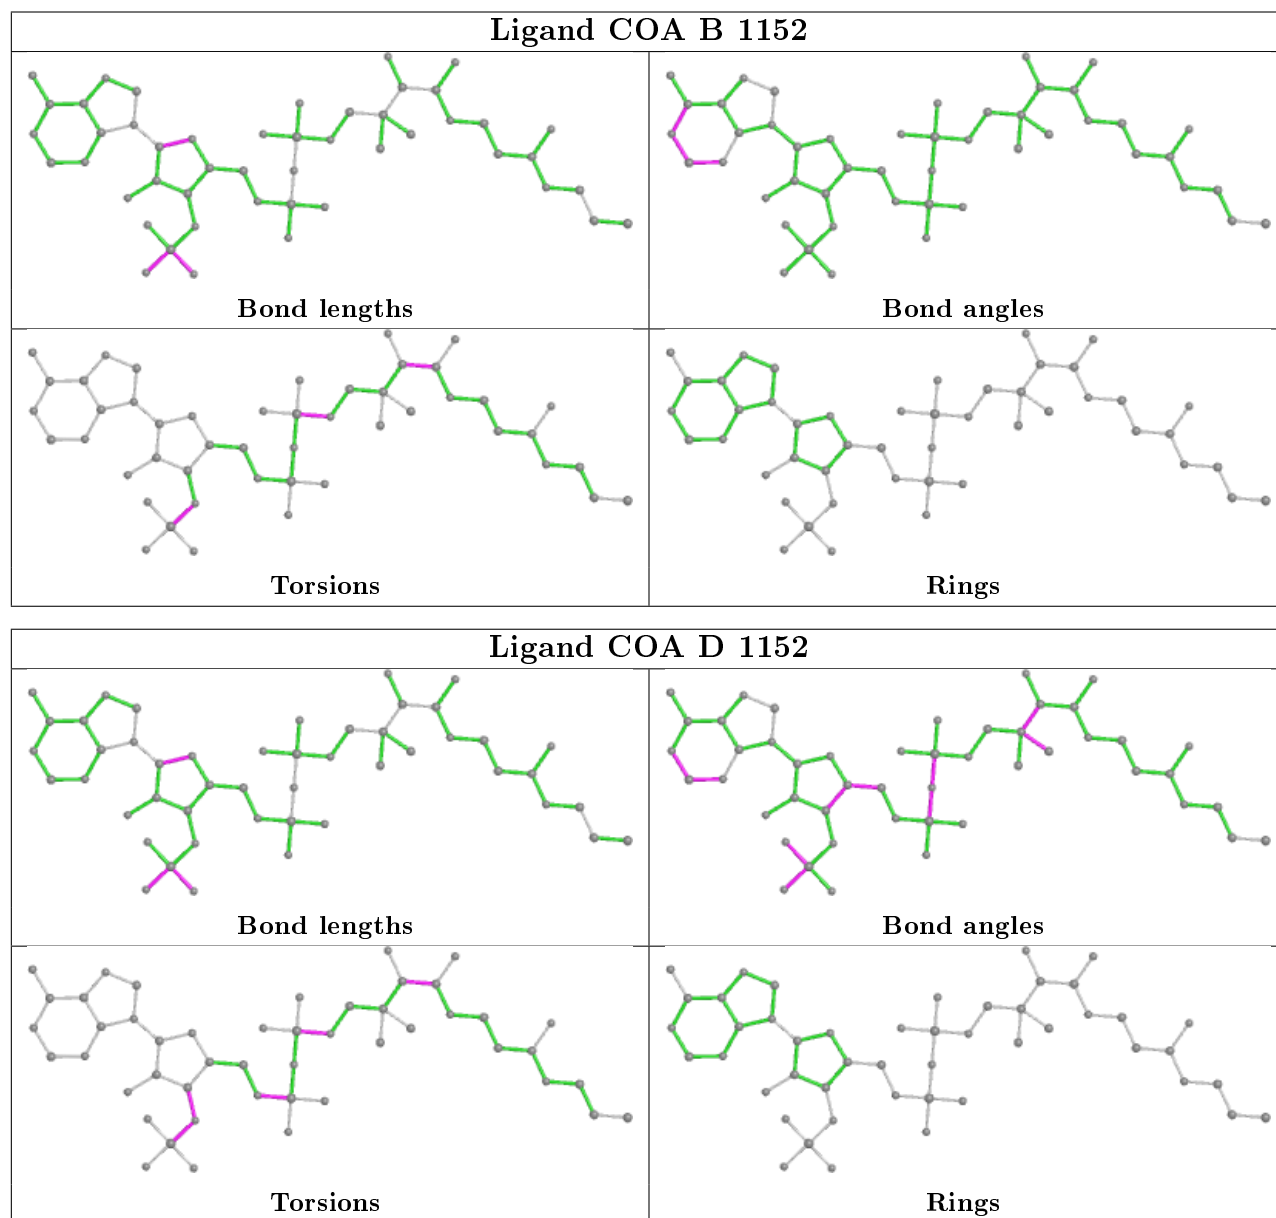 Ligand COA B 1152
Bond lengths
Bond angles
Torsions
Rings
Ligand COA D 1152
Bond lengths
Bond angles
Torsions
Rings